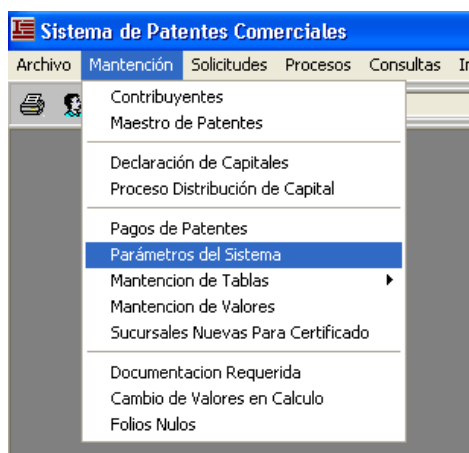 Sistema de Patentes Comerciales
Archivo Mantención Solicitudes Procesos Consultas
Contribuyentes
Maestro de Patentes
Declaración de Capitales
Proceso Distribución de Capital
Pagos de Patentes
Parámetros del Sistema
Mantencion de Tablas
Mantencion de Valores
Sucursales Nuevas Para Certificado
Documentacion Requerida
Cambio de Valores en Calculo
Folios Nulos